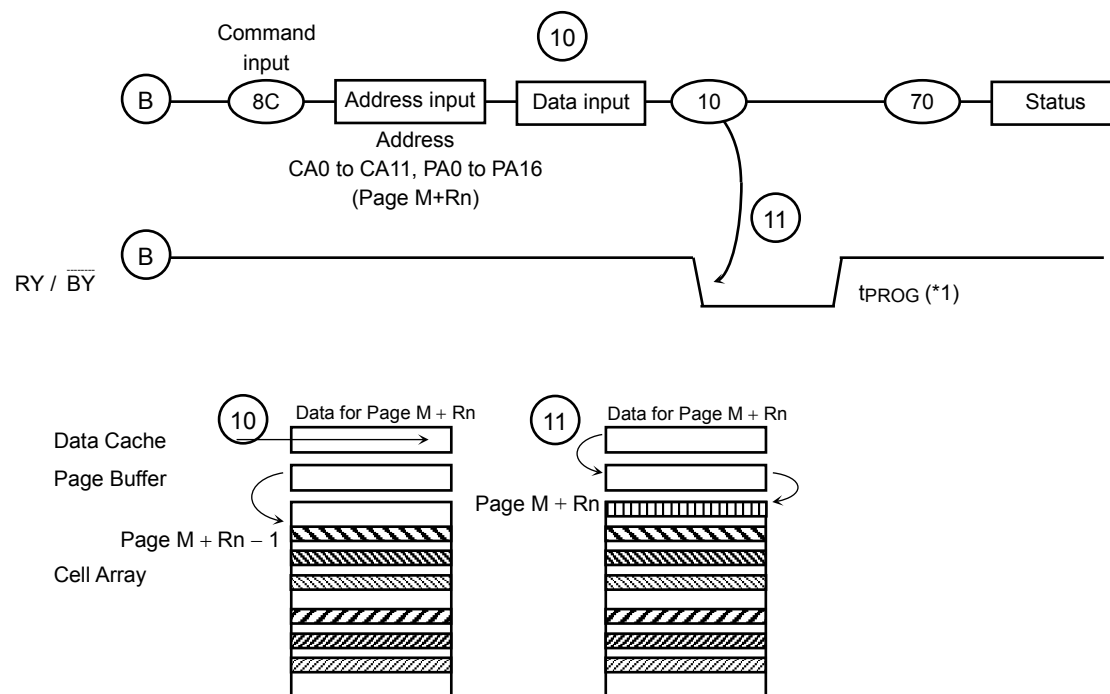 Command
input
10
B
8C
Address input
Data input
10
70
Status
Address
CA0 to CA11, PA0 to PA16
(Page M+Rn)
11
B
RY / BY
tPROG (*1)
10
Data for Page M + Rn
11
Data for Page M + Rn
Data Cache
Page Buffer
Page M + Rn
Page M + Rn − 1
Cell Array